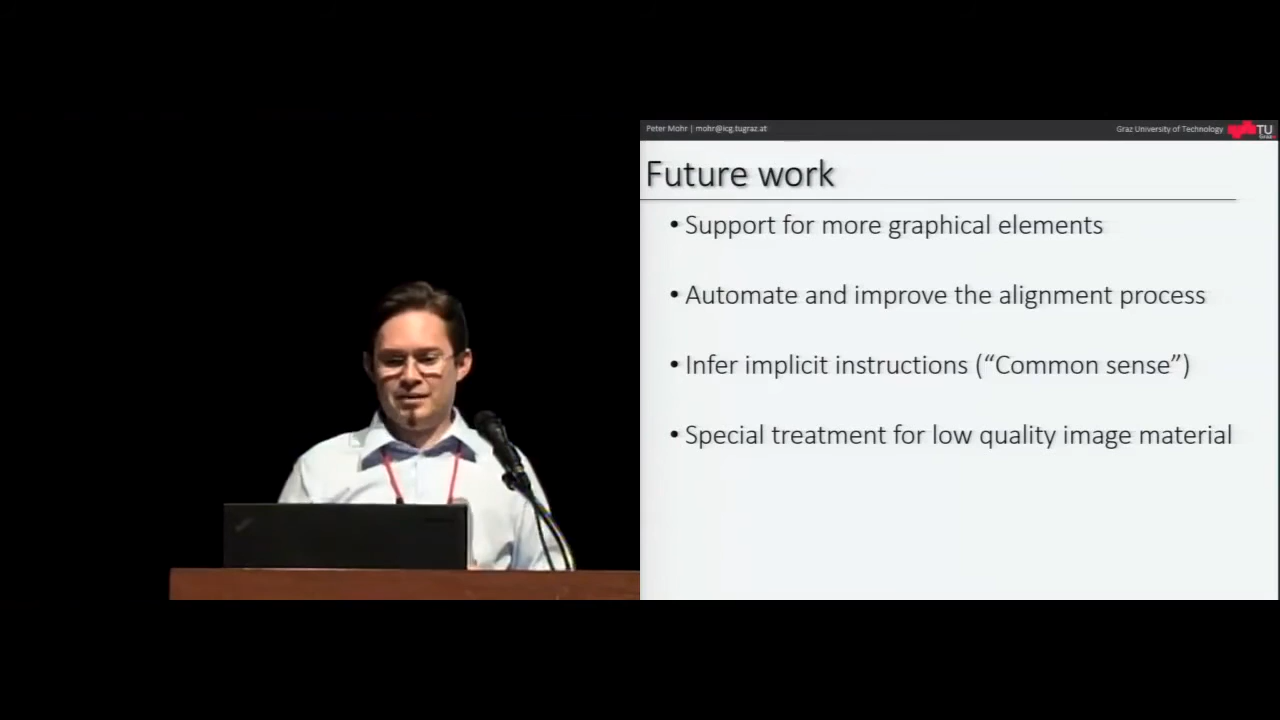 Peter Mohr | mohr@icg.tugraz.at
Graz University of Technology
TU
Graz
Future work
• Support for more graphical elements
• Automate and improve the alignment process
• Infer implicit instructions (“Common sense”)
• Special treatment for low quality image material